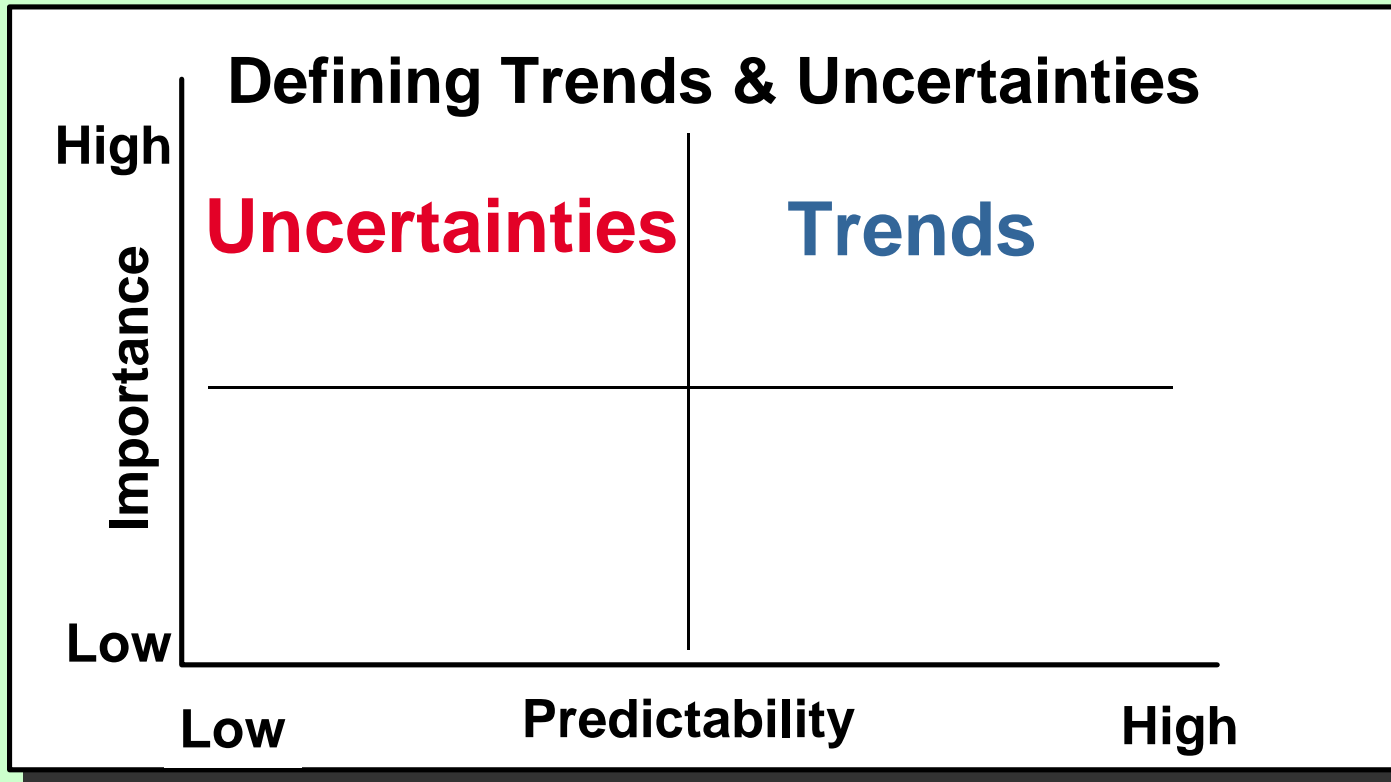 Defining Trends & Uncertainties
High
Uncertainties
Trends
Importance
Low
Low
Predictability
High